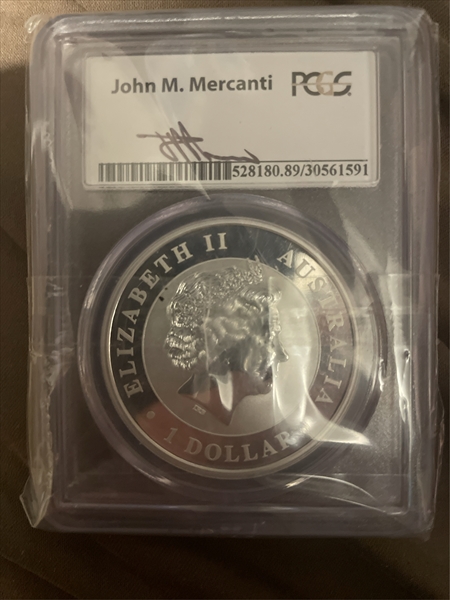 John M. Mercanti PCGS
528180.89/30561591
ELIZABETH II AUSTRALIA
1 DOLLAR